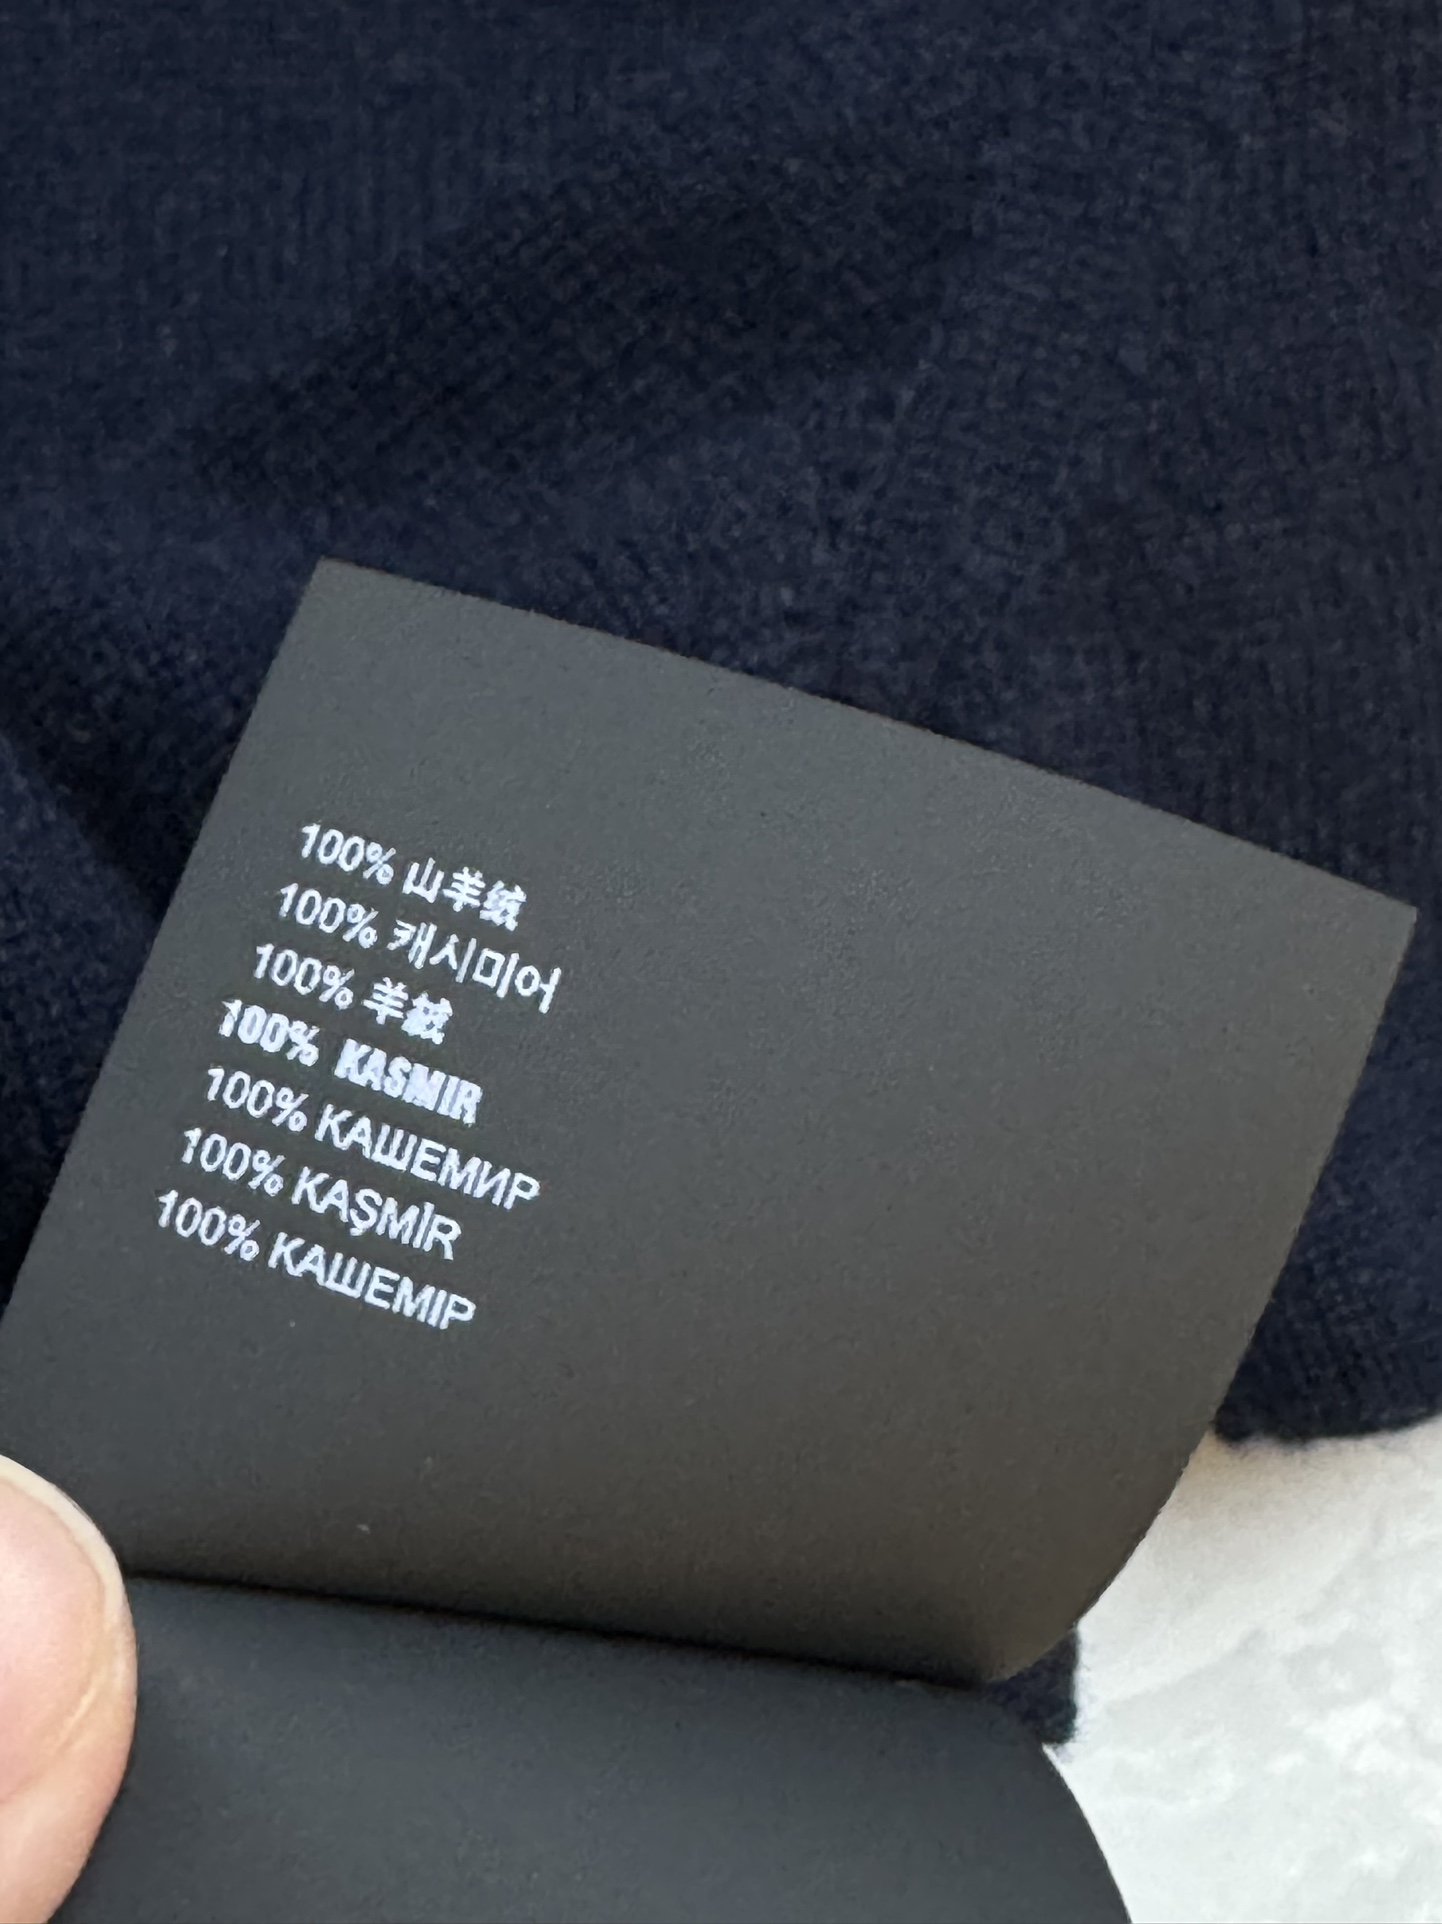 100% 山羊绒
100% 캐시미어
100% 羊絨
100% KASMIR
100% КАШЕМИР
100% KAŞMİR
100% КАШЕМІР